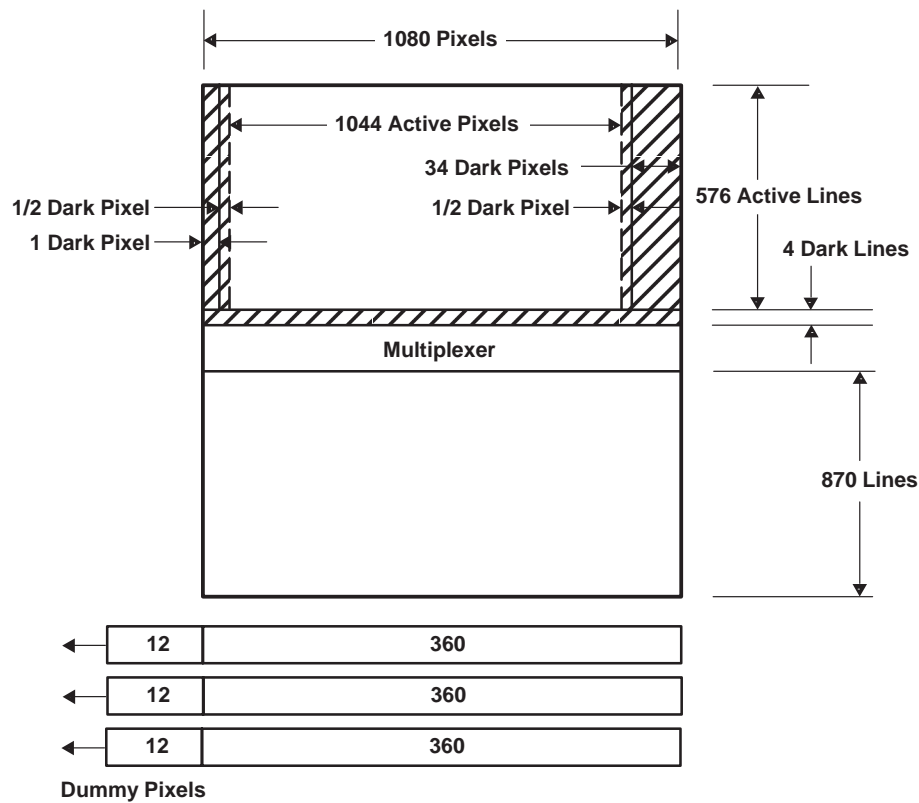 1080 Pixels
1044 Active Pixels
34 Dark Pixels
576 Active Lines
1/2 Dark Pixel
1/2 Dark Pixel
1 Dark Pixel
4 Dark Lines
Multiplexer
870 Lines
12
360
12
360
12
360
Dummy Pixels